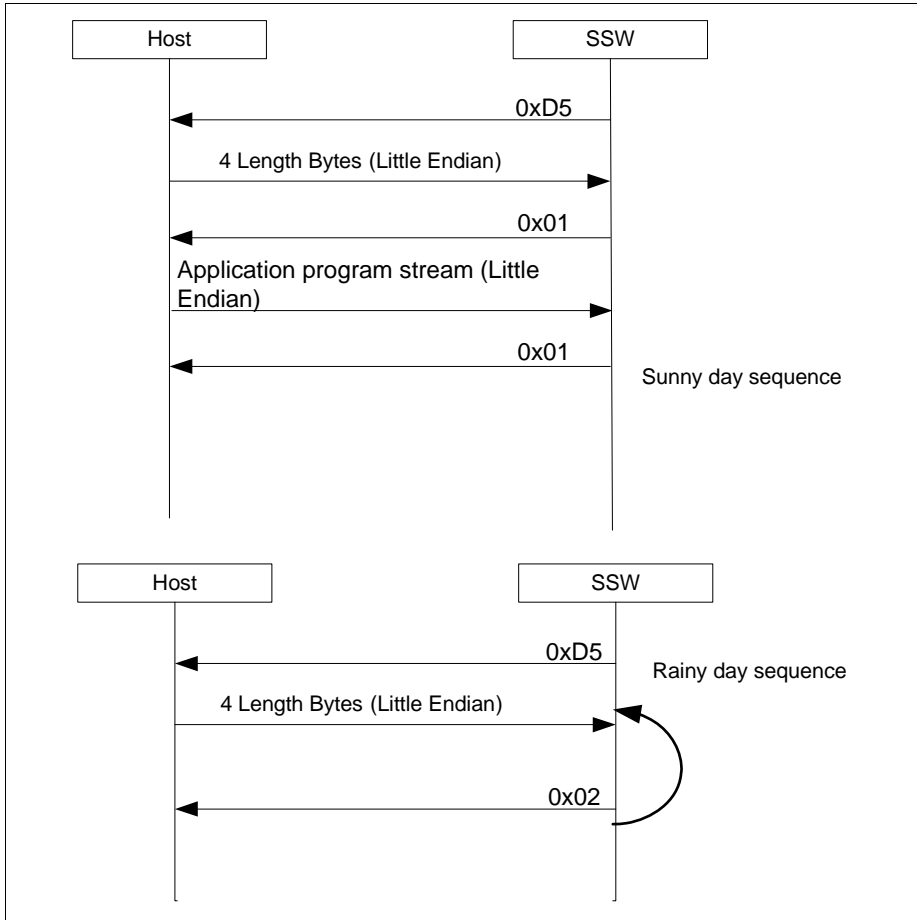 Host
SSW
0xD5
4 Length Bytes (Little Endian)
0x01
Application program stream (Little
Endian)
0x01
Sunny day sequence
Host
SSW
0xD5
Rainy day sequence
4 Length Bytes (Little Endian)
0x02